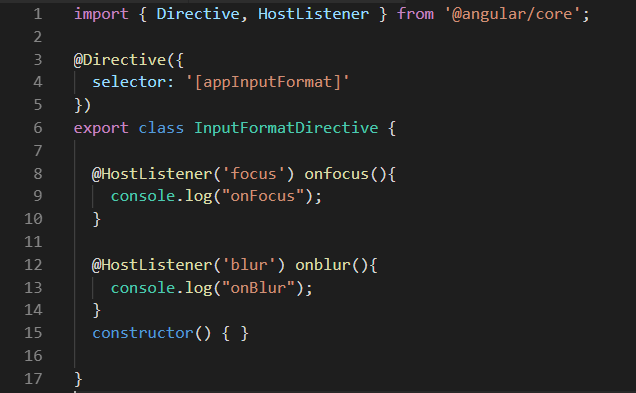 1 import { Directive, HostListener } from '@angular/core';
2
3 @Directive({
4   selector: '[appInputFormat]'
5 })
6 export class InputFormatDirective {
7
8   @HostListener('focus') onfocus(){
9     console.log("onFocus");
10   }
11
12   @HostListener('blur') onblur(){
13     console.log("onBlur");
14   }
15   constructor() { }
16
17 }